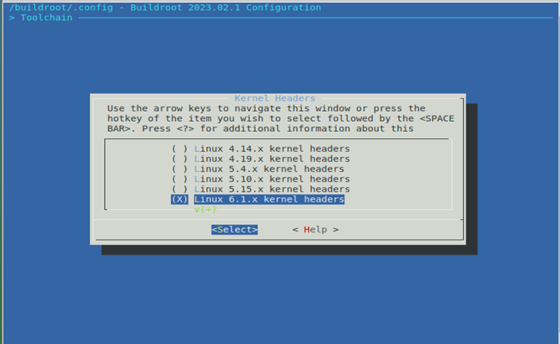 /buildroot/.config - Buildroot 2023.02.1 Configuration
> Toolchain
Kernel Headers
Use the arrow keys to navigate this window or press the
hotkey of the item you wish to select followed by the <SPACE
BAR>. Press <?> for additional information about this
( ) Linux 4.14.x kernel headers
( ) Linux 4.19.x kernel headers
( ) Linux 5.4.x kernel headers
( ) Linux 5.10.x kernel headers
( ) Linux 5.15.x kernel headers
(X) Linux 6.1.x kernel headers
v(+)
<Select> < Help >